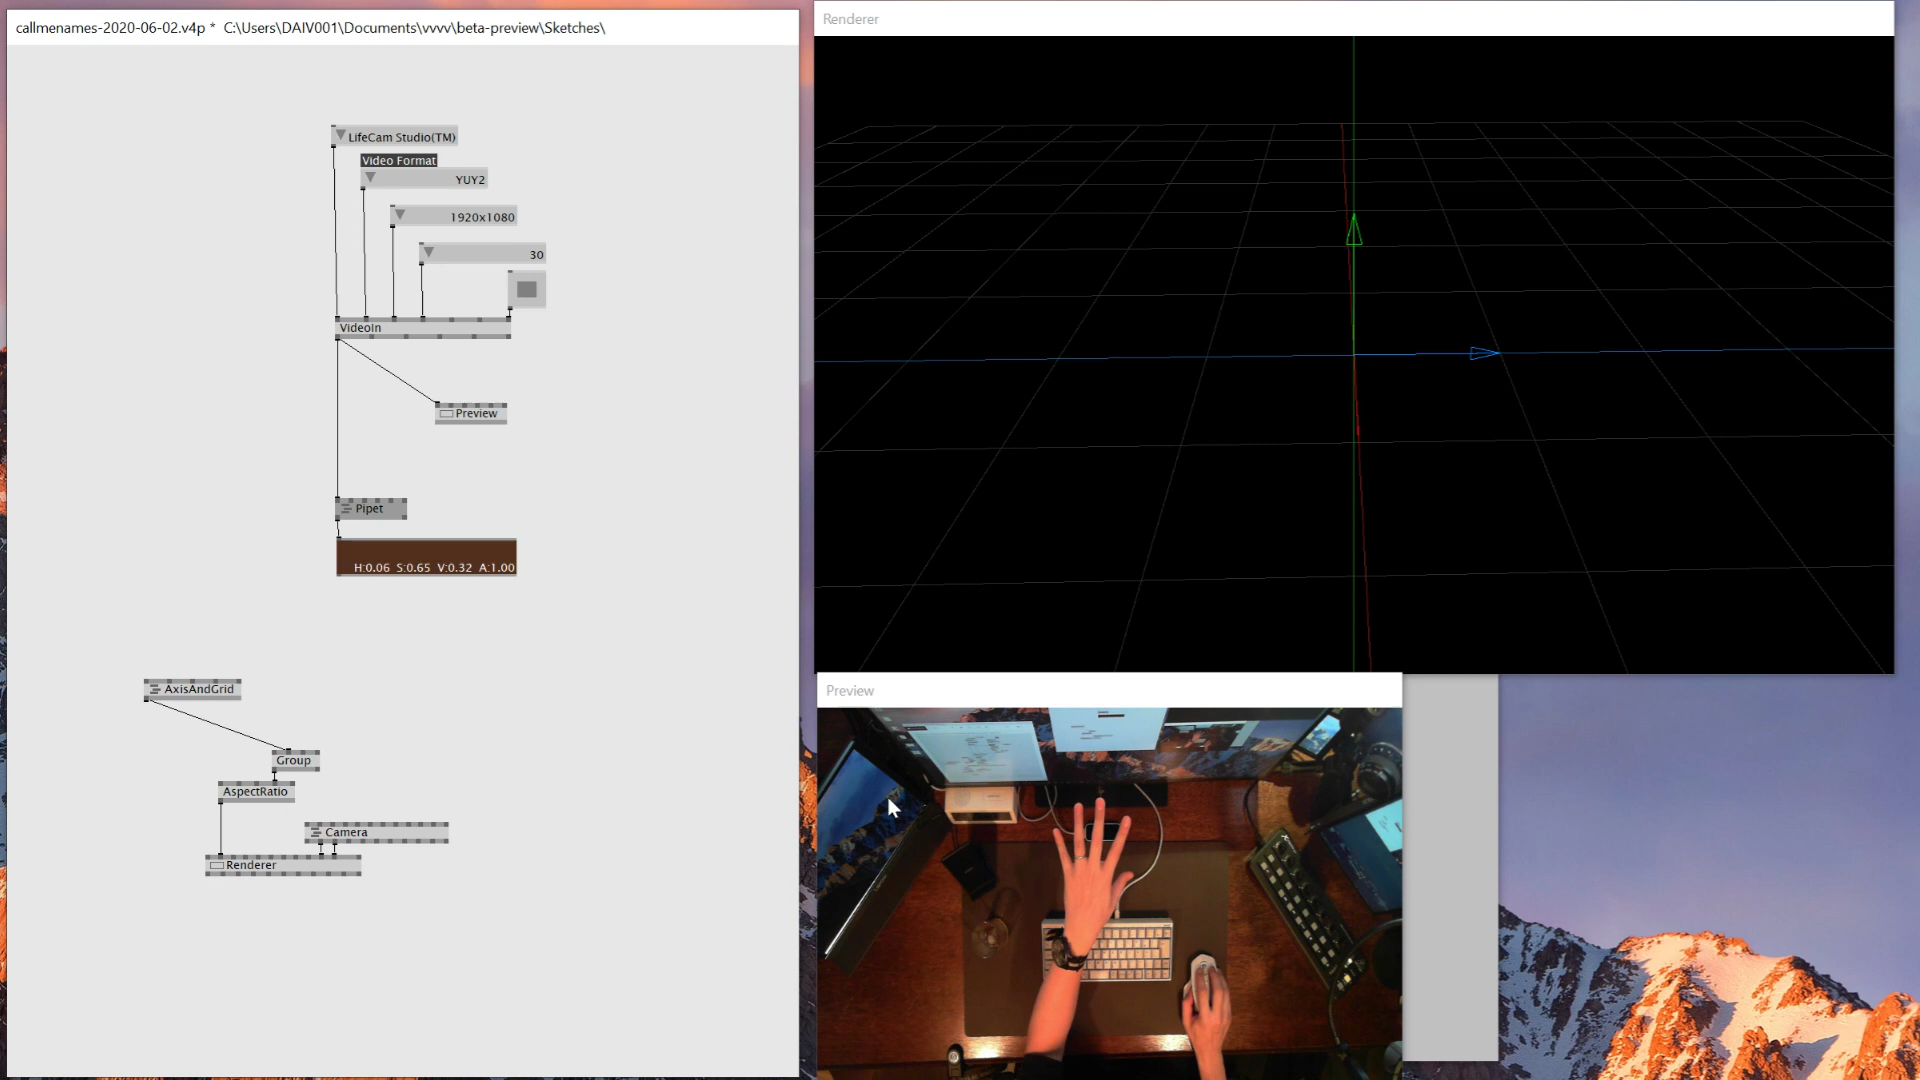 callmenames-2020-06-02.v4p * C:\Users\DAIV001\Documents\vvvv\beta-preview\Sketches\
LifeCam Studio(TM)
Video Format
YUY2
1920x1080
30
VideoIn
Preview
Pipet
H:0.06 S:0.65 V:0.32 A:1.00
AxisAndGrid
Group
AspectRatio
Camera
Renderer
Renderer
Preview